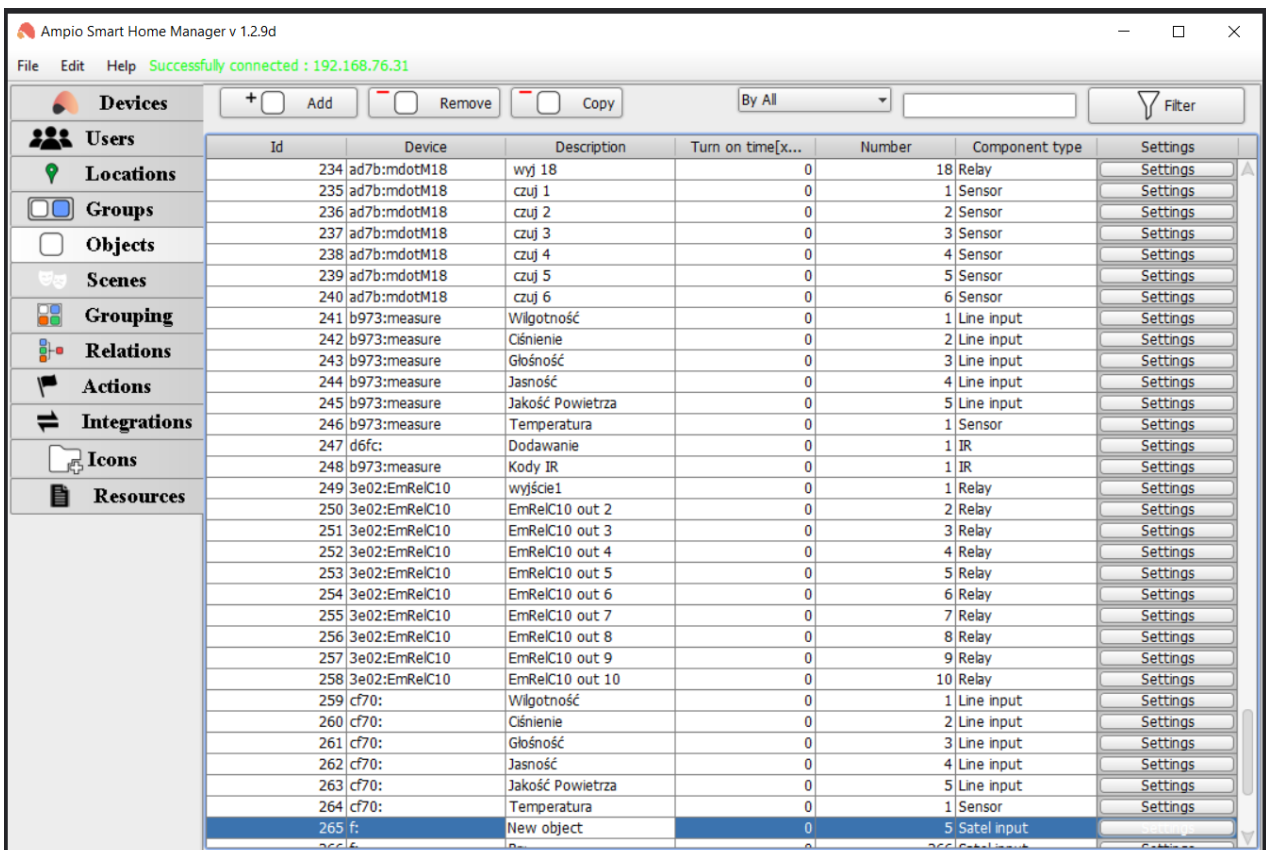 Ampio Smart Home Manager v 1.2.9d
File Edit Help Successfully connected : 192.168.76.31
Devices
Users
Locations
Groups
Objects
Scenes
Grouping
Relations
Actions
Integrations
Icons
Resources
+ Add Remove Copy By All Filter
Id Device Description Turn on time[x... Number Component type Settings
234 ad7b:mdotM18 wyj 18 0 18 Relay Settings
235 ad7b:mdotM18 czuj 1 0 1 Sensor Settings
236 ad7b:mdotM18 czuj 2 0 2 Sensor Settings
237 ad7b:mdotM18 czuj 3 0 3 Sensor Settings
238 ad7b:mdotM18 czuj 4 0 4 Sensor Settings
239 ad7b:mdotM18 czuj 5 0 5 Sensor Settings
240 ad7b:mdotM18 czuj 6 0 6 Sensor Settings
241 b973:measure Wilgotność 0 1 Line input Settings
242 b973:measure Ciśnienie 0 2 Line input Settings
243 b973:measure Głośność 0 3 Line input Settings
244 b973:measure Jasność 0 4 Line input Settings
245 b973:measure Jakość Powietrza 0 5 Line input Settings
246 b973:measure Temperatura 0 1 Sensor Settings
247 d6fc: Dodawanie 0 1 IR Settings
248 b973:measure Kody IR 0 1 IR Settings
249 3e02:EmRelC10 wyjście1 0 1 Relay Settings
250 3e02:EmRelC10 EmRelC10 out 2 0 2 Relay Settings
251 3e02:EmRelC10 EmRelC10 out 3 0 3 Relay Settings
252 3e02:EmRelC10 EmRelC10 out 4 0 4 Relay Settings
253 3e02:EmRelC10 EmRelC10 out 5 0 5 Relay Settings
254 3e02:EmRelC10 EmRelC10 out 6 0 6 Relay Settings
255 3e02:EmRelC10 EmRelC10 out 7 0 7 Relay Settings
256 3e02:EmRelC10 EmRelC10 out 8 0 8 Relay Settings
257 3e02:EmRelC10 EmRelC10 out 9 0 9 Relay Settings
258 3e02:EmRelC10 EmRelC10 out 10 0 10 Relay Settings
259 cf70: Wilgotność 0 1 Line input Settings
260 cf70: Ciśnienie 0 2 Line input Settings
261 cf70: Głośność 0 3 Line input Settings
262 cf70: Jasność 0 4 Line input Settings
263 cf70: Jakość Powietrza 0 5 Line input Settings
264 cf70: Temperatura 0 1 Sensor Settings
265 f: New object 0 5 Satel input Settings